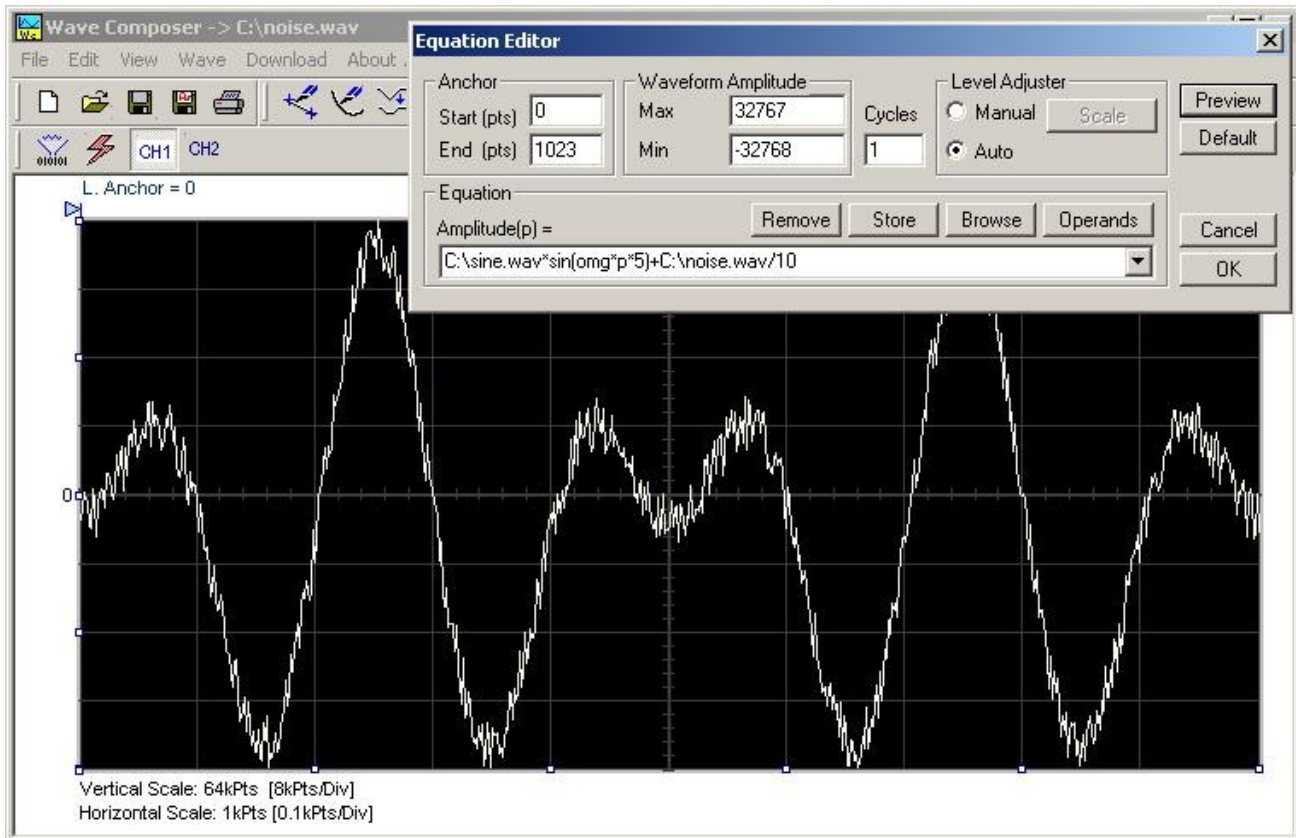 Wave Composer -> C:\noise.wav
File Edit View Wave Download About
CH1 CH2
L. Anchor = 0
0
Vertical Scale: 64kPts [8kPts/Div]
Horizontal Scale: 1kPts [0.1kPts/Div]
Equation Editor
Anchor
Start (pts) 0
End (pts) 1023
Waveform Amplitude
Max 32767
Min -32768
Cycles
1
Level Adjuster
Manual Scale
Auto
Preview
Default
Equation
Amplitude(p) =
Remove Store Browse Operands
C:\sine.wav*sin(omg*p*5)+C:\noise.wav/10
Cancel
OK